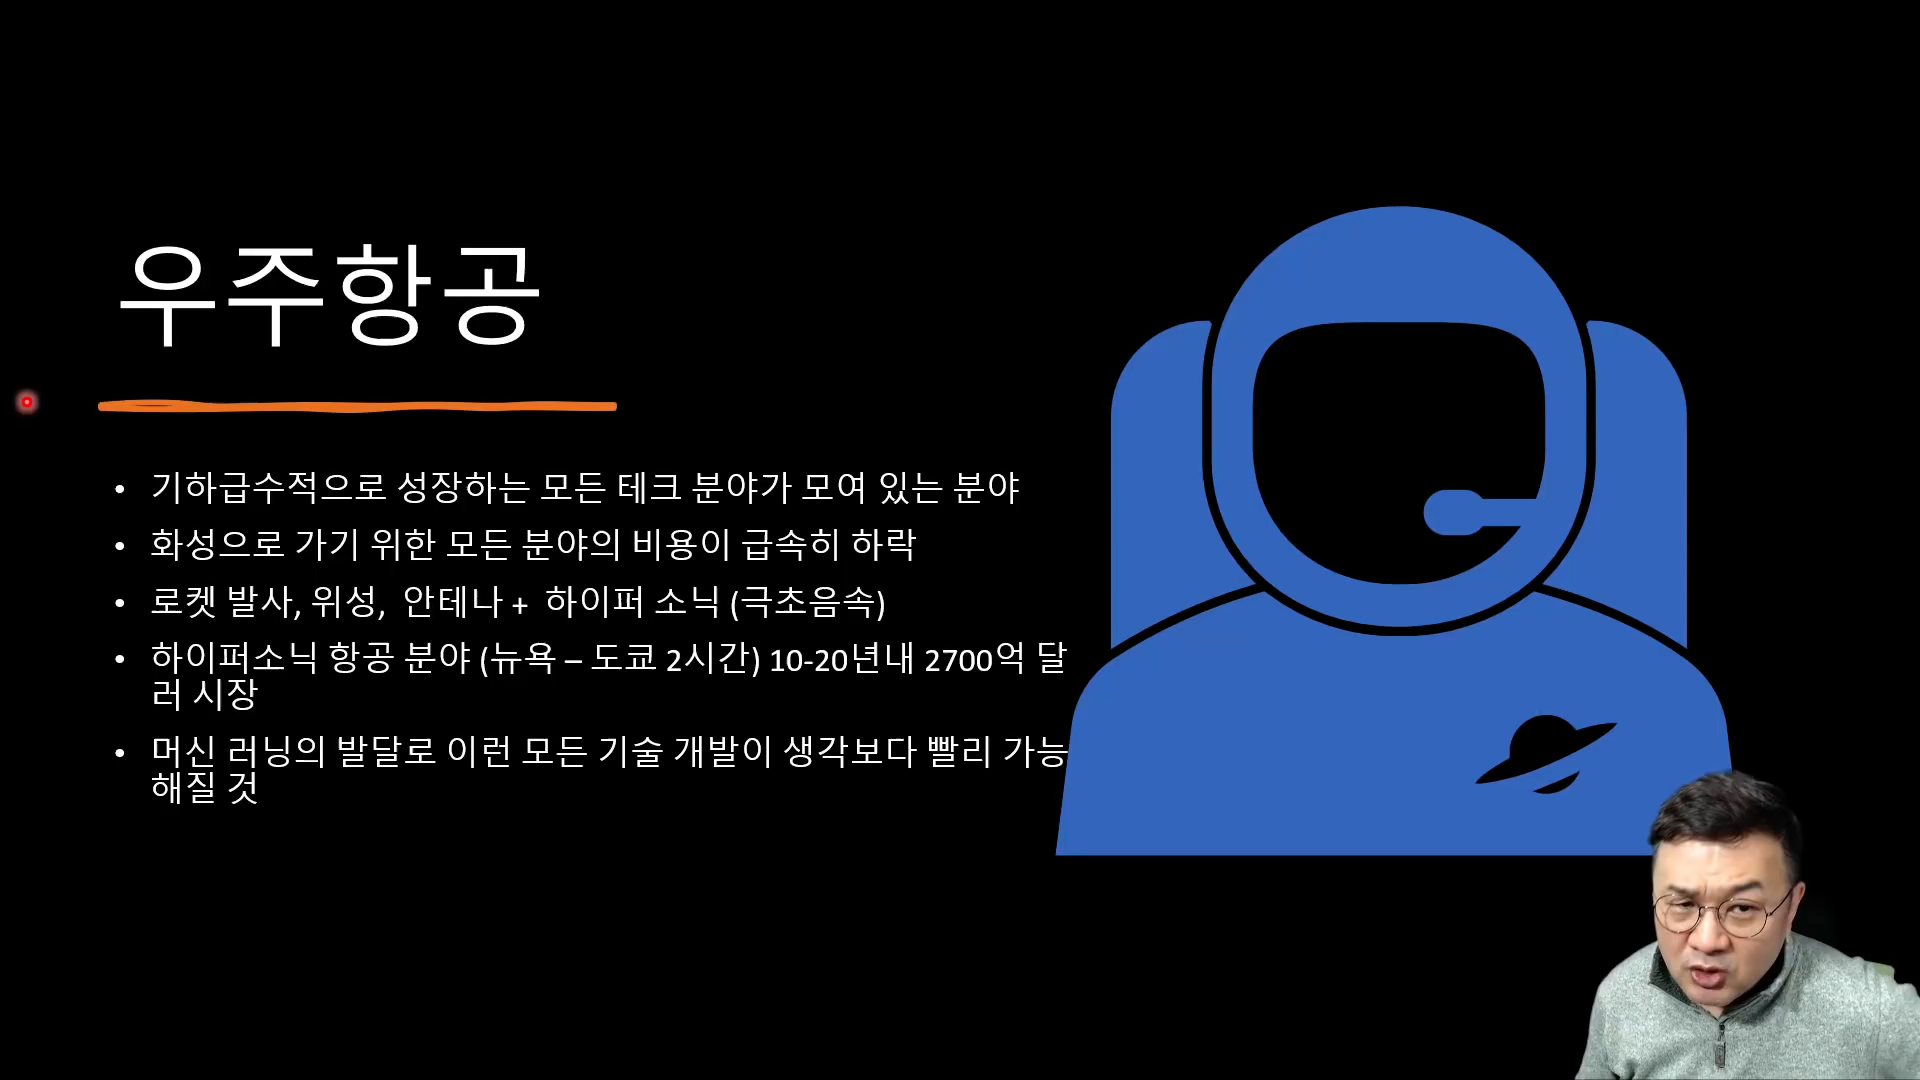 우주항공
• 기하급수적으로 성장하는 모든 테크 분야가 모여 있는 분야
• 화성으로 가기 위한 모든 분야의 비용이 급속히 하락
• 로켓 발사, 위성, 안테나 + 하이퍼 소닉 (극초음속)
• 하이퍼소닉 항공 분야 (뉴욕 – 도쿄 2시간) 10-20년내 2700억 달
러 시장
• 머신 러닝의 발달로 이런 모든 기술 개발이 생각보다 빨리 가능
해질 것